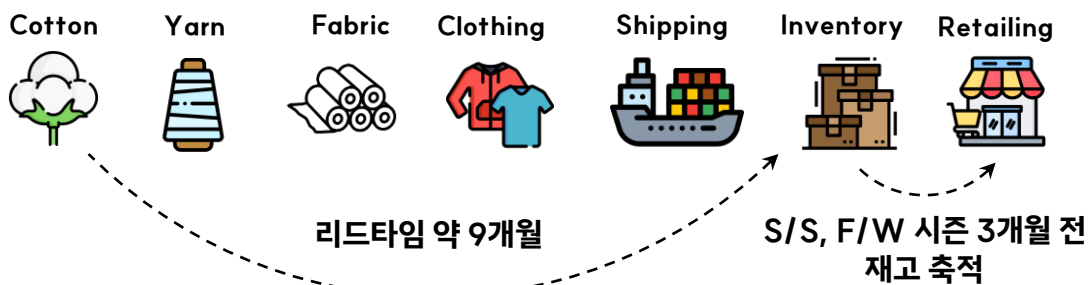 Cotton
Yarn
Fabric
Clothing
Shipping
Inventory
Retailing
리드타임 약 9개월
S/S, F/W 시즌 3개월 전
재고 축적